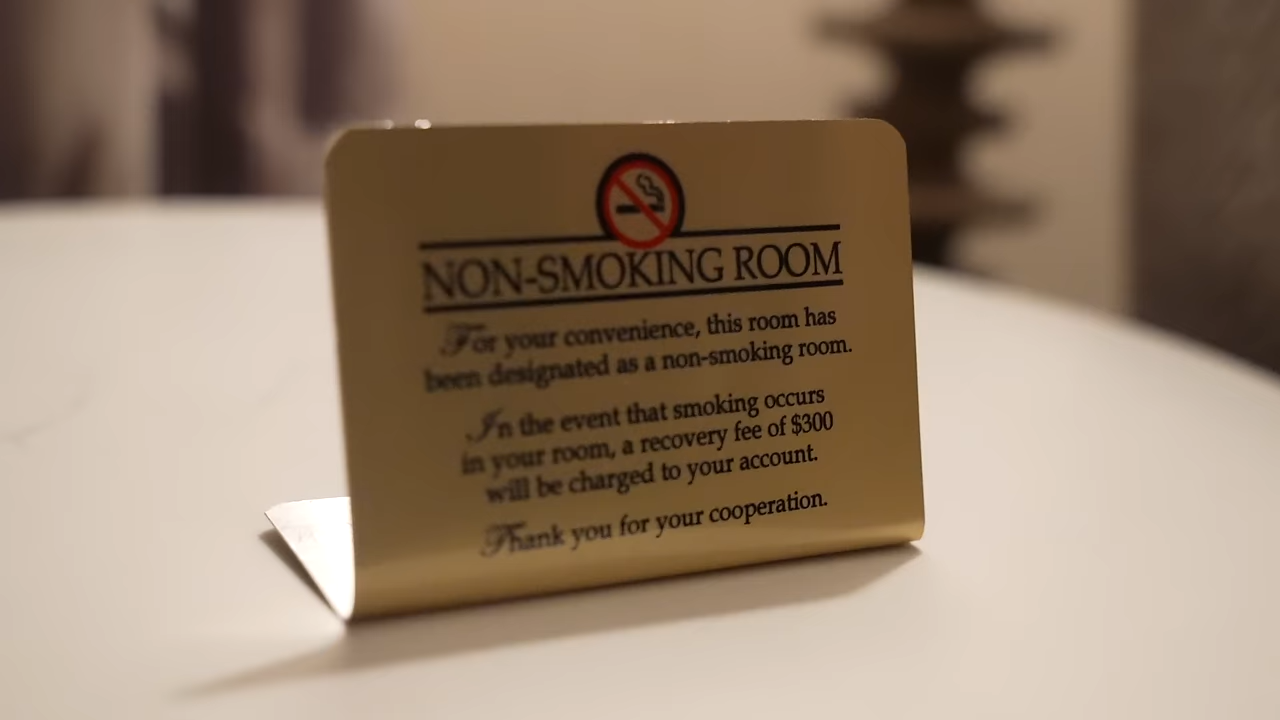 NON-SMOKING ROOM
For your convenience, this room has
been designated as a non-smoking room.
In the event that smoking occurs
in your room, a recovery fee of $300
will be charged to your account.
Thank you for your cooperation.